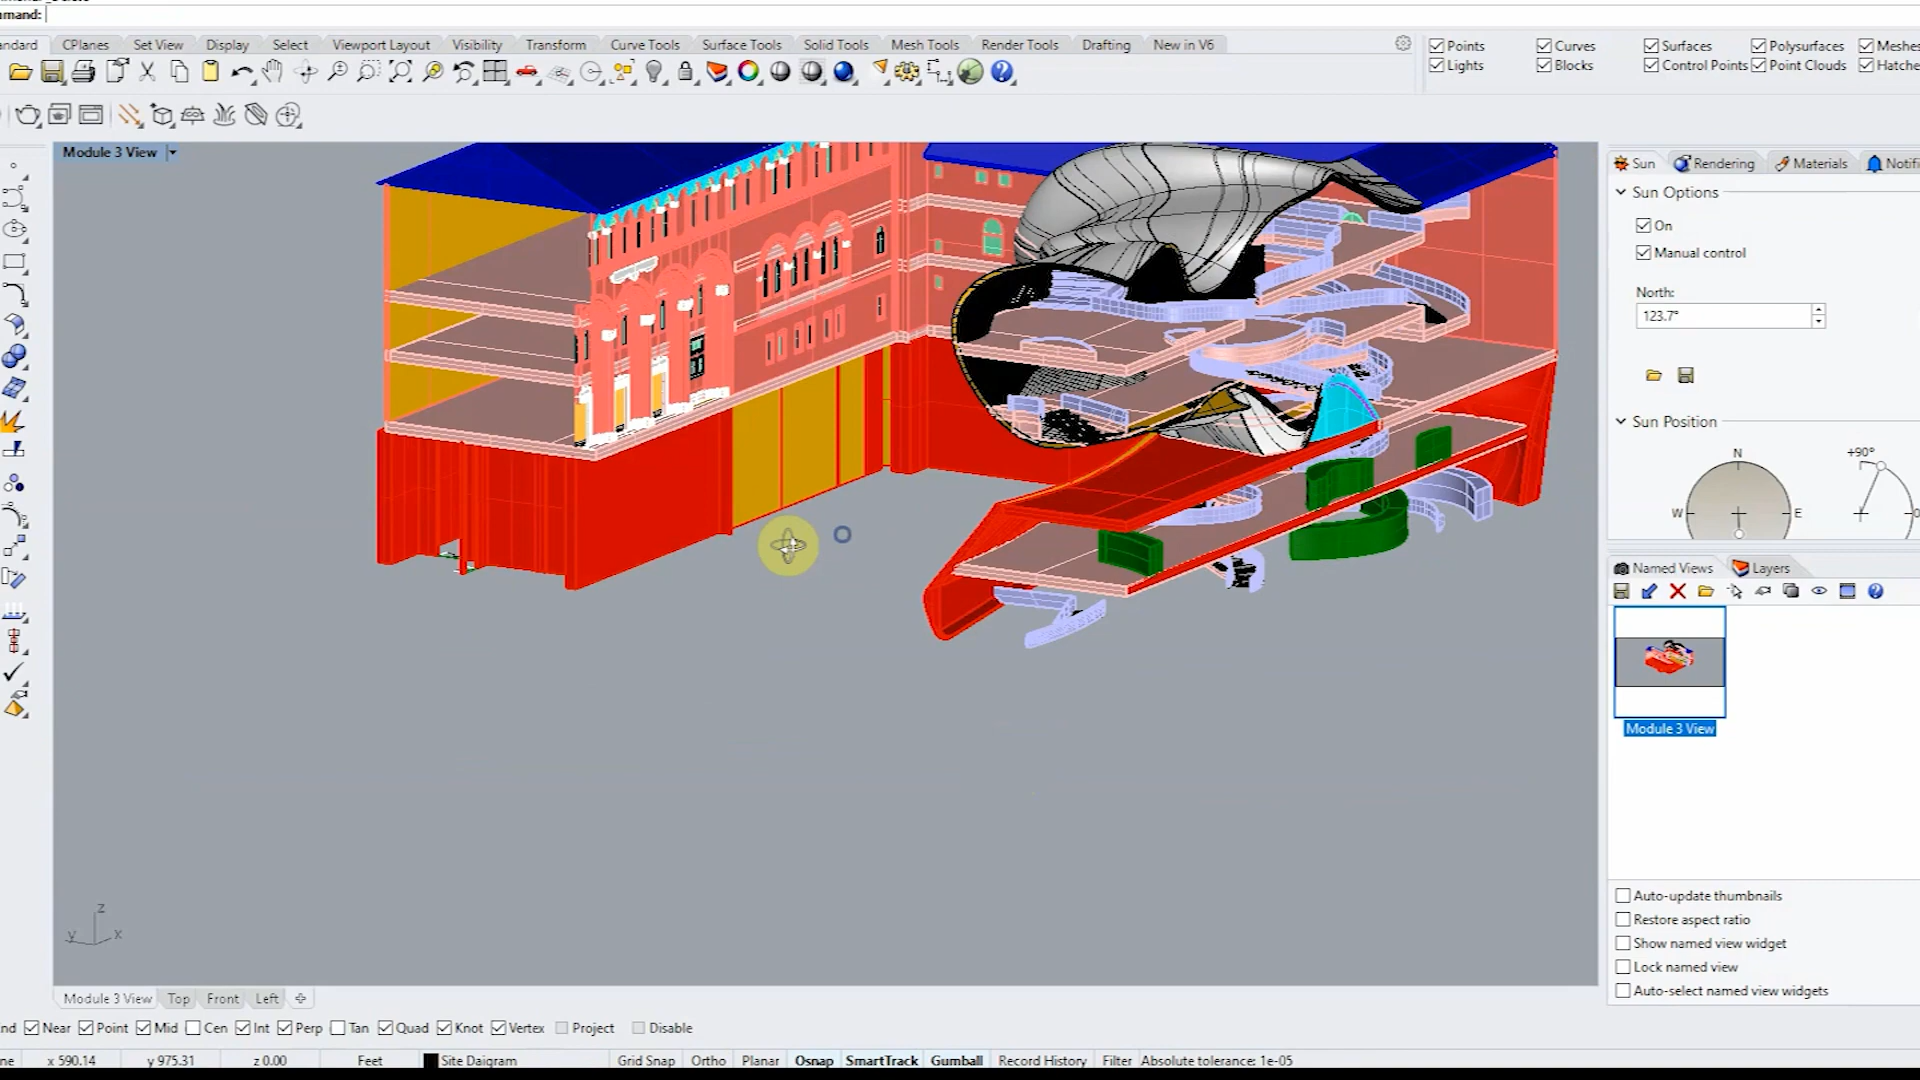 mmand:
andard CPlanes Set View Display Select Viewport Layout Visibility Transform Curve Tools Surface Tools Solid Tools Mesh Tools Render Tools Drafting New in V6
Points Curves Surfaces Polysurfaces Meshes
Lights Blocks Control Points Point Clouds Hatche
Module 3 View
Sun Rendering Materials Notifi
Sun Options
On
Manual control
North:
123.7°
Sun Position
N
W E
+90°
0
Named Views Layers
Module 3 View
Auto-update thumbnails
Restore aspect ratio
Show named view widget
Lock named view
Auto-select named view widgets
z
y x
Module 3 View Top Front Left
nd Near Point Mid Cen Int Perp Tan Quad Knot Vertex Project Disable
ne x 590.14 y 975.31 z 0.00 Feet Site Daigram Grid Snap Ortho Planar Osnap SmartTrack Gumball Record History Filter Absolute tolerance: 1e-05